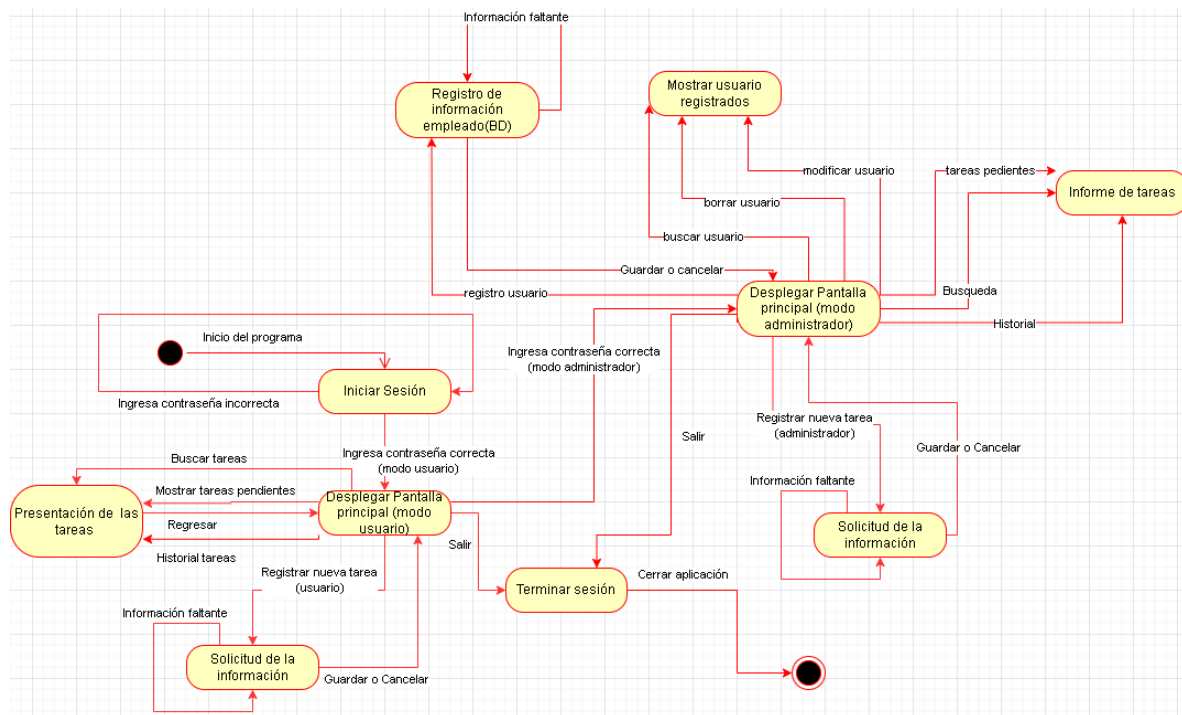 Información faltante
Registro de
información
empleado(BD)
Mostrar usuario
registrados
modificar usuario
tareas pedientes
Informe de tareas
borrar usuario
buscar usuario
Guardar o cancelar
registro usuario
Desplegar Pantalla
principal (modo
administrador)
Busqueda
Historial
Inicio del programa
Ingresa contraseña correcta
(modo administrador)
Iniciar Sesión
Ingresa contraseña incorrecta
Registrar nueva tarea
(administrador)
Salir
Guardar o Cancelar
Ingresa contraseña correcta
(modo usuario)
Buscar tareas
Información faltante
Mostrar tareas pendientes
Desplegar Pantalla
principal (modo
usuario)
Presentación de las
tareas
Regresar
Solicitud de la
información
Historial tareas
Salir
Registrar nueva tarea
(usuario)
Terminar sesión
Cerrar aplicación
Información faltante
Solicitud de la
información
Guardar o Cancelar